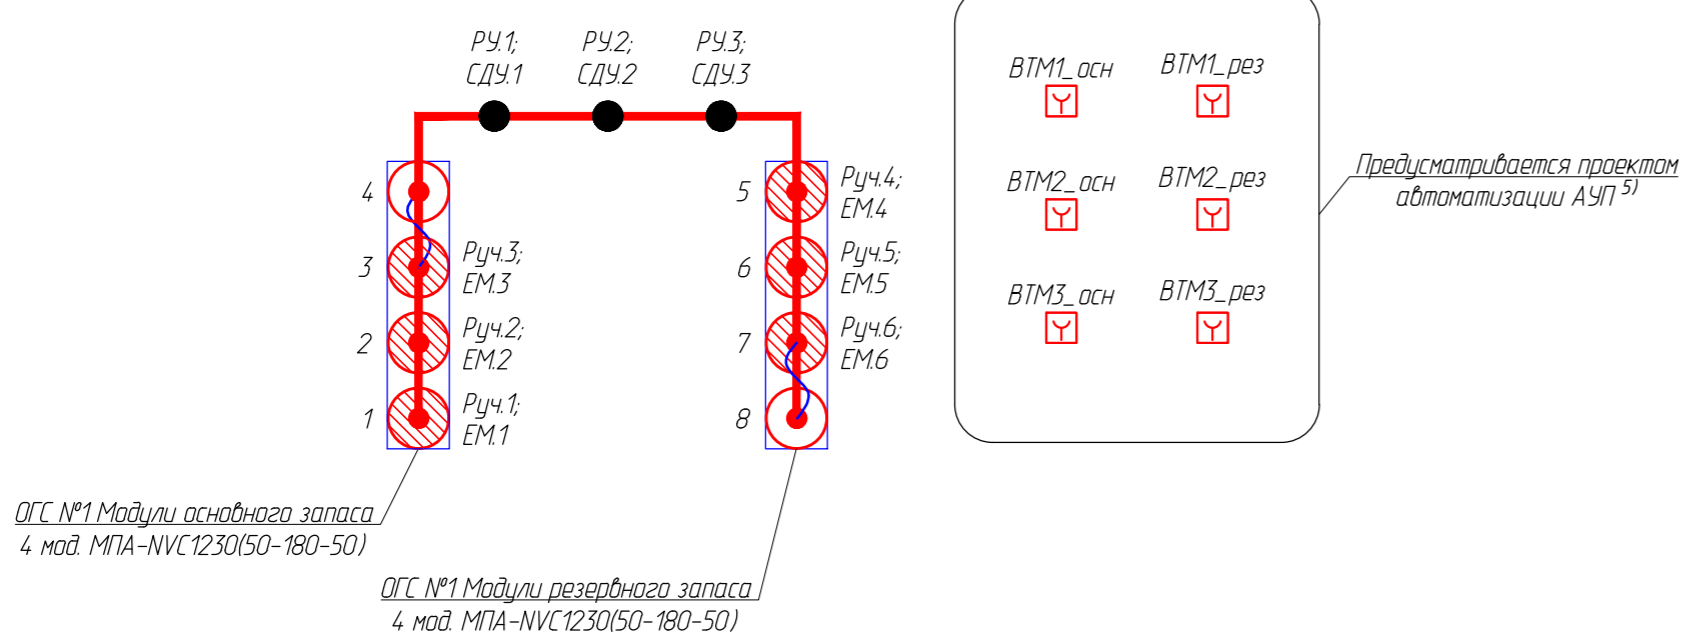 РУ.1;
СДУ.1
РУ.2;
СДУ.2
РУ.3;
СДУ.3
4
3
Руч.3;
ЕМ.3
2
Руч.2;
ЕМ.2
1
Руч.1;
ЕМ.1
5
Руч.4;
ЕМ.4
6
Руч.5;
ЕМ.5
7
Руч.6;
ЕМ.6
8
ВТМ1_осн
ВТМ1_рез
ВТМ2_осн
ВТМ2_рез
ВТМ3_осн
ВТМ3_рез
Предусматривается проектом
автоматизации АУП 5)
ОГС №1 Модули основного запаса
4 мод. МПА-NVC1230(50-180-50)
ОГС №1 Модули резервного запаса
4 мод. МПА-NVC1230(50-180-50)